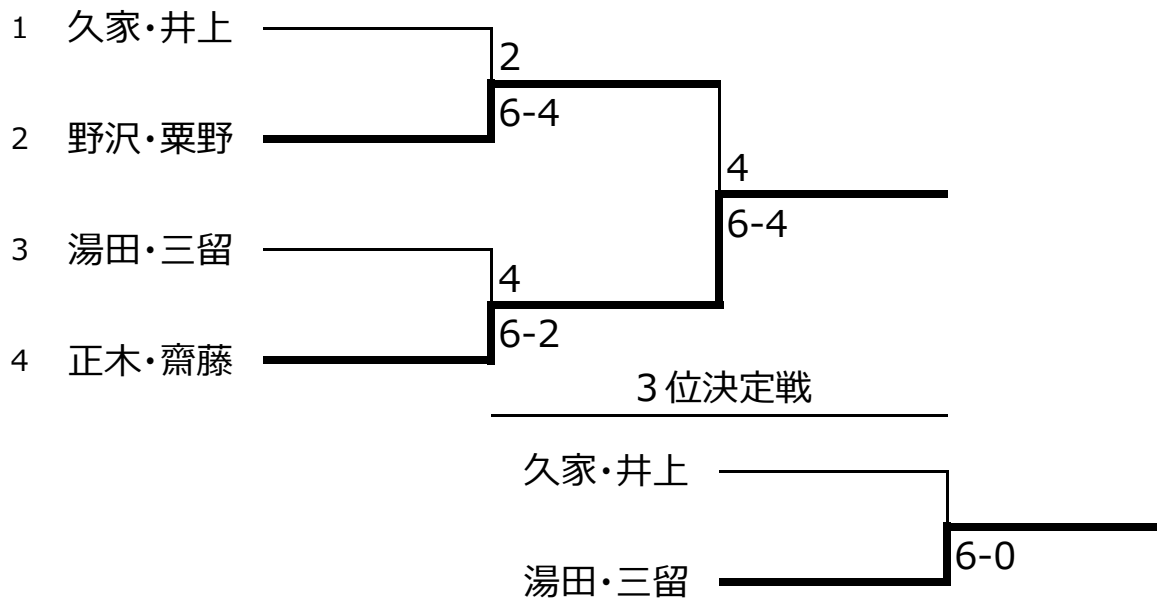 1 久家・井上
2
6-4
2 野沢・粟野
4
6-4
3 湯田・三留
4
6-2
4 正木・齋藤
３位決定戦
久家・井上
6-0
湯田・三留